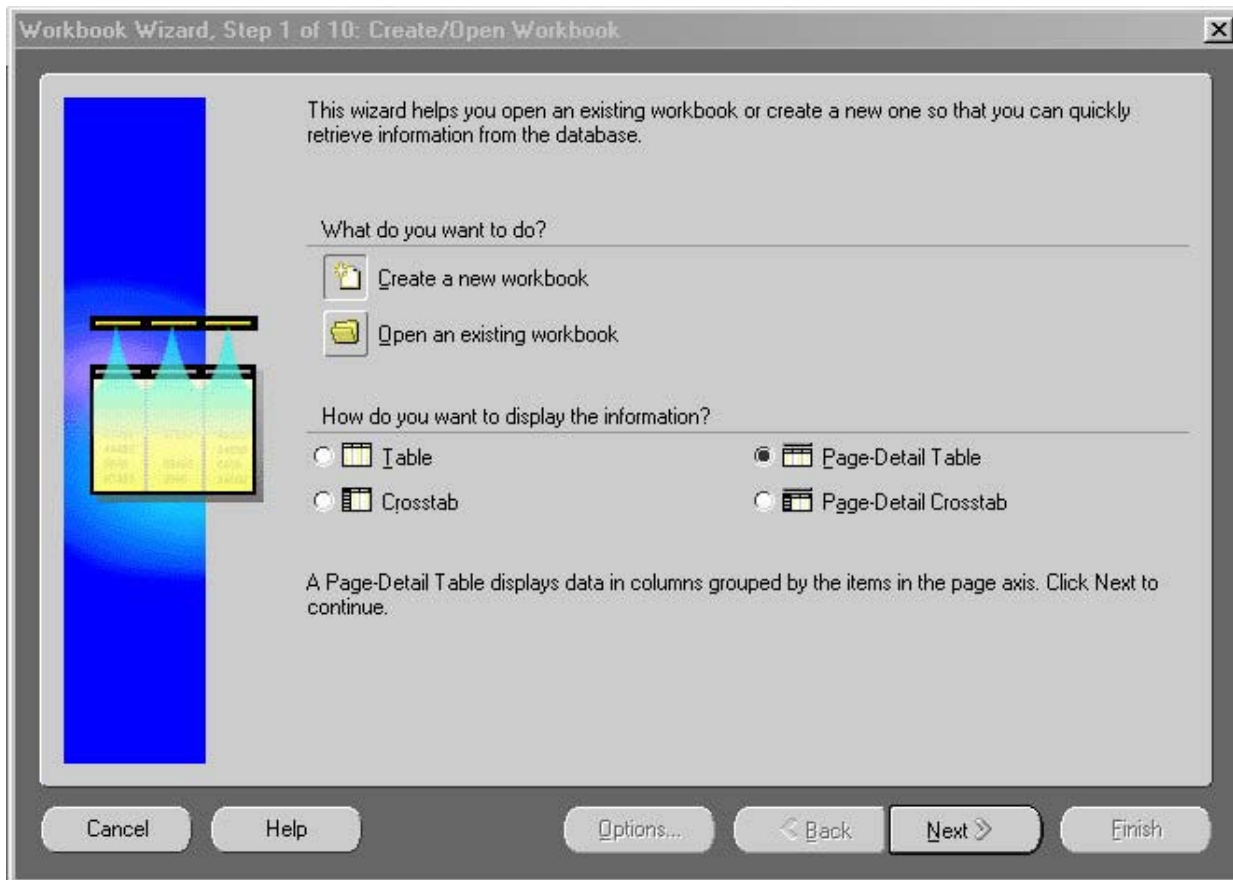 Workbook Wizard, Step 1 of 10: Create/Open Workbook
This wizard helps you open an existing workbook or create a new one so that you can quickly
retrieve information from the database.
What do you want to do?
Create a new workbook
Open an existing workbook
How do you want to display the information?
Table
Page-Detail Table
Crosstab
Page-Detail Crosstab
A Page-Detail Table displays data in columns grouped by the items in the page axis. Click Next to
continue.
Cancel
Help
Options...
Back
Next
Finish